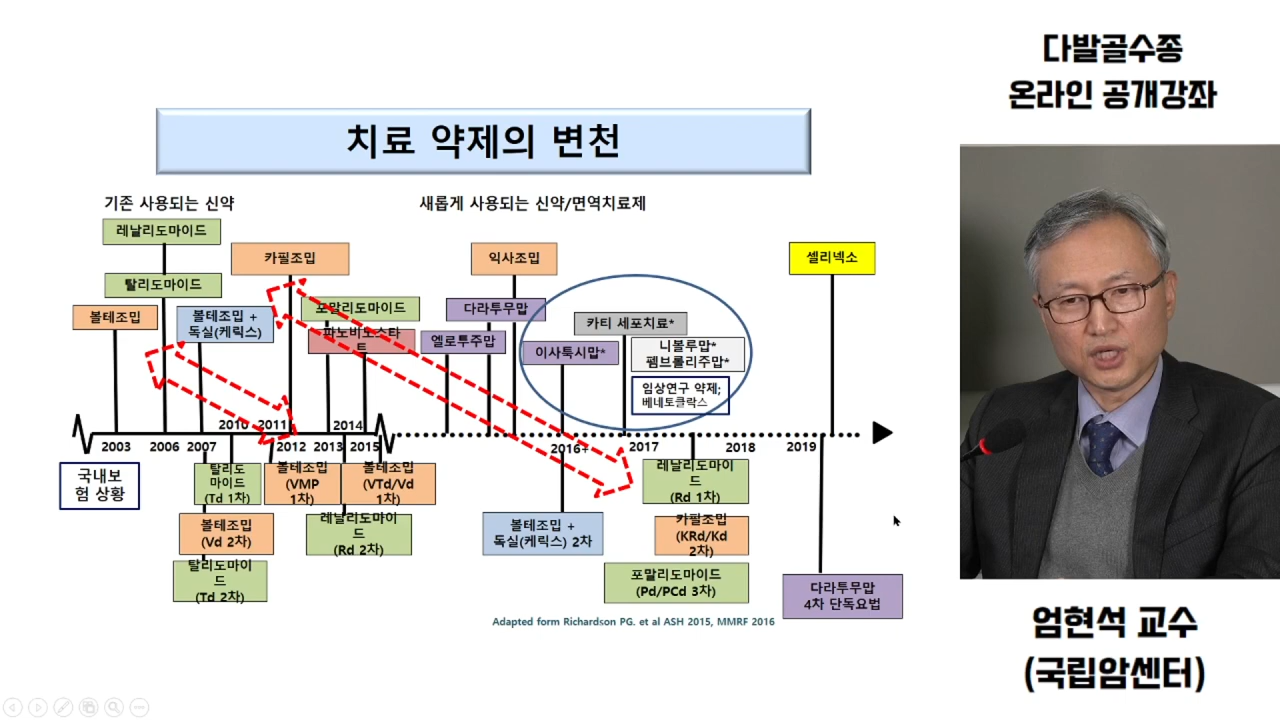 다발골수종
온라인 공개강좌
치료 약제의 변천
기존 사용되는 신약
새롭게 사용되는 신약/면역치료제
레날리도마이드
탈리도마이드
볼테조밉
볼테조밉 +
독실(케릭스)
카필조밉
포말리도마이드
파노비노스타
트
엘로투주맙
다라투무맙
익사조밉
이사툭시맙*
카티 세포치료*
니볼루맙*
펨브롤리주맙*
임상연구 약제;
베네토클락스
셀리넥소
2003
2006
2007
2010
2011
2012
2013
2014
2015
2016+
2017
2018
2019
국내보
험 상황
탈리도
마이드
(Td 1차)
볼테조밉
(Vd 2차)
탈리도마이
드
(Td 2차)
볼테조밉
(VMP
1차)
볼테조밉
(VTd/Vd
1차)
레날리도마이
드
(Rd 2차)
볼테조밉 +
독실(케릭스) 2차
레날리도마이
드
(Rd 1차)
카필조밉
(KRd/Kd
2차)
포말리도마이드
(Pd/PCd 3차)
다라투무맙
4차 단독요법
Adapted form Richardson PG. et al ASH 2015, MMRF 2016
엄현석 교수
(국립암센터)